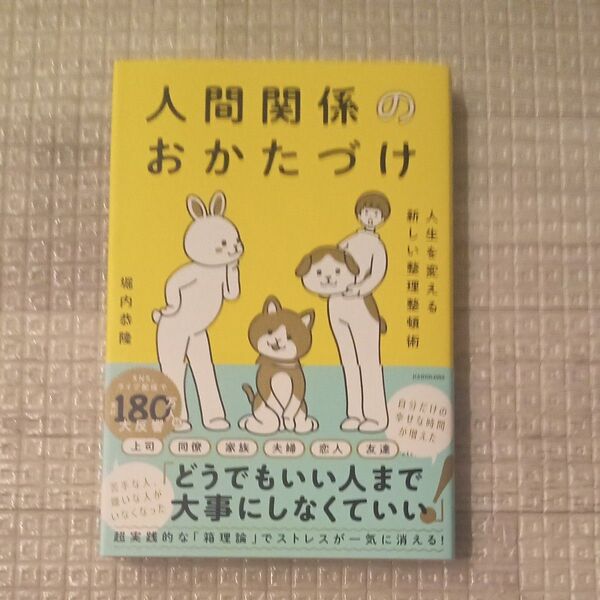 人間関係の
おかたづけ
人生を変える
新しい整理整頓術
堀内恭隆
KADOKAWA
180
上司
同僚
家族
夫婦
恋人
友達
自分だけの
幸せな時間
が増えた
苦手な人、
嫌いな人が
いなくなった
「どうでもいい人まで
大事にしなくていい!」
超実践的な「箱理論」でストレスが一気に消える!